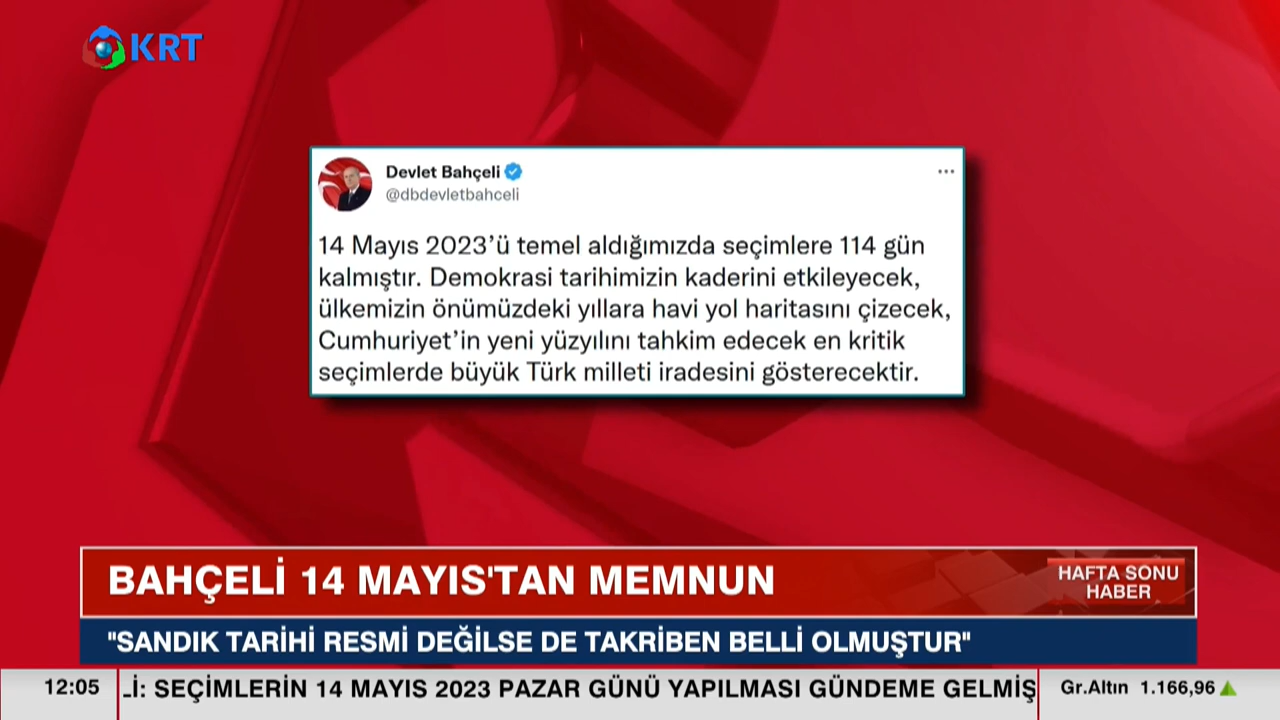 KRT
Devlet Bahçeli
@dbdevletbahceli
14 Mayıs 2023’ü temel aldığımızda seçimlere 114 gün
kalmıştır. Demokrasi tarihimizin kaderini etkileyecek,
ülkemizin önümüzdeki yıllara havi yol haritasını çizecek,
Cumhuriyet’in yeni yüzyılını tahkim edecek en kritik
seçimlerde büyük Türk milleti iradesini gösterecektir.
BAHÇELİ 14 MAYIS'TAN MEMNUN
HAFTA SONU
HABER
"SANDIK TARİHİ RESMİ DEĞİLSE DE TAKRİBEN BELLİ OLMUŞTUR"
12:05
Lİ: SEÇİMLERİN 14 MAYIS 2023 PAZAR GÜNÜ YAPILMASI GÜNDEME GELMİŞ
Gr.Altın 1.166,96